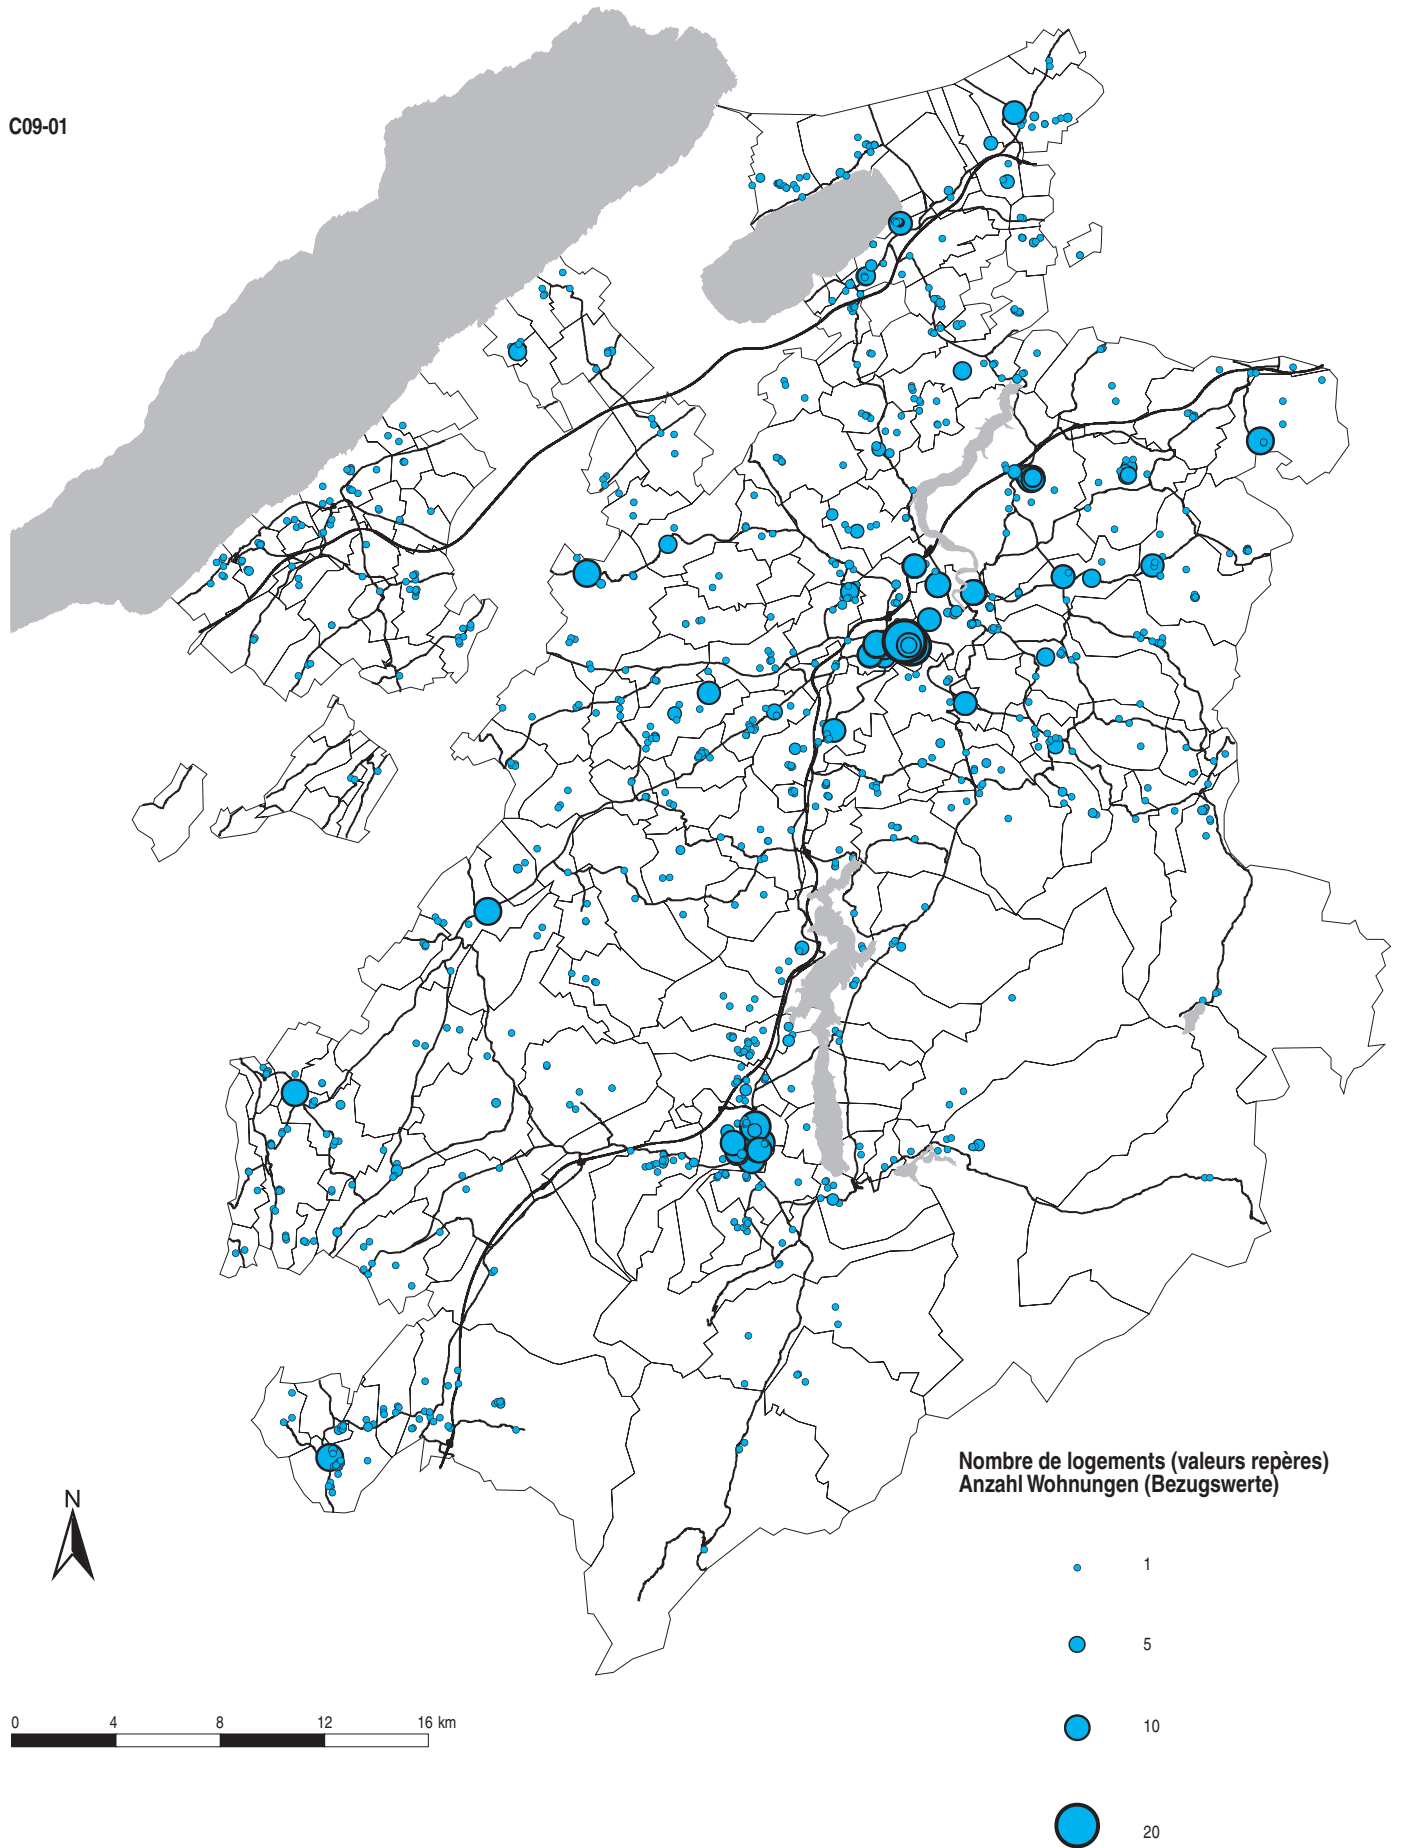 C09-01
Nombre de logements (valeurs repères)
Anzahl Wohnungen (Bezugswerte)
N
1
5
10
20
0 4 8 12 16 km